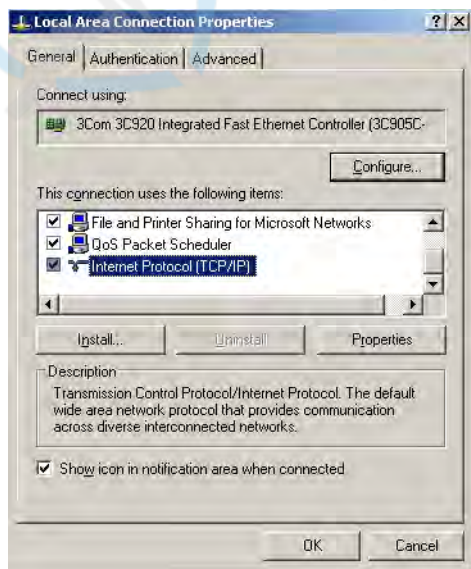 Local Area Connection Properties
General Authentication Advanced
Connect using:
3Com 3C920 Integrated Fast Ethernet Controller (3C905C-
Configure...
This connection uses the following items:
File and Printer Sharing for Microsoft Networks
QoS Packet Scheduler
Internet Protocol (TCP/IP)
Install... Uninstall Properties
Description
Transmission Control Protocol/Internet Protocol. The default
wide area network protocol that provides communication
across diverse interconnected networks.
Show icon in notification area when connected
OK Cancel